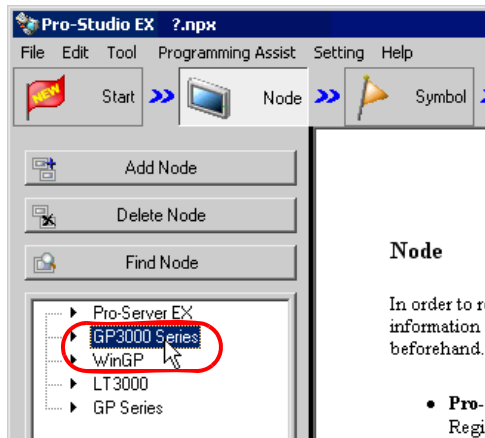 Pro-Studio EX ?.npx
File Edit Tool Programming Assist Setting Help
NEW Start Node Symbol
Add Node
Delete Node
Find Node
Pro-Server EX
GP3000 Series
WinGP
LT3000
GP Series
Node
In order to r
information
beforehand.
Pro-
Regi